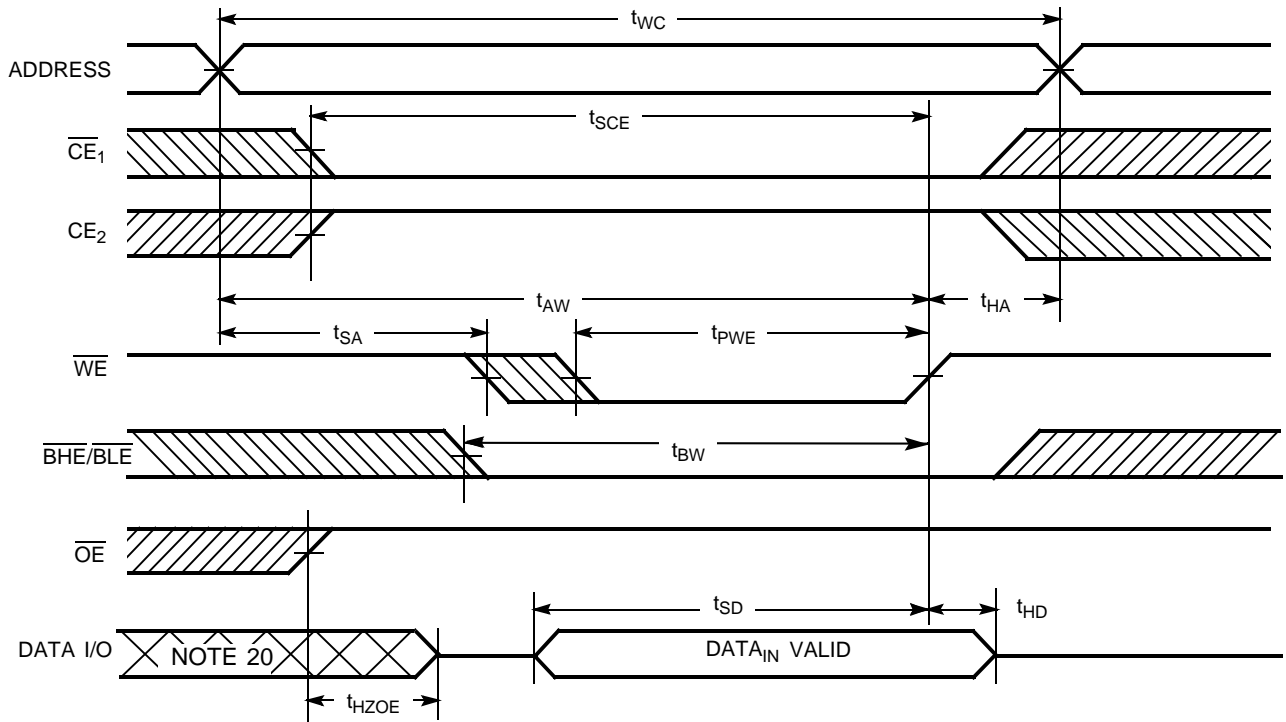 tWC
ADDRESS
tSCE
CE1
CE2
tAW
tHA
tSA
tPWE
WE
tBW
BHE/BLE
OE
tSD
tHD
DATA I/O
NOTE 20
DATAIN VALID
tHZOE